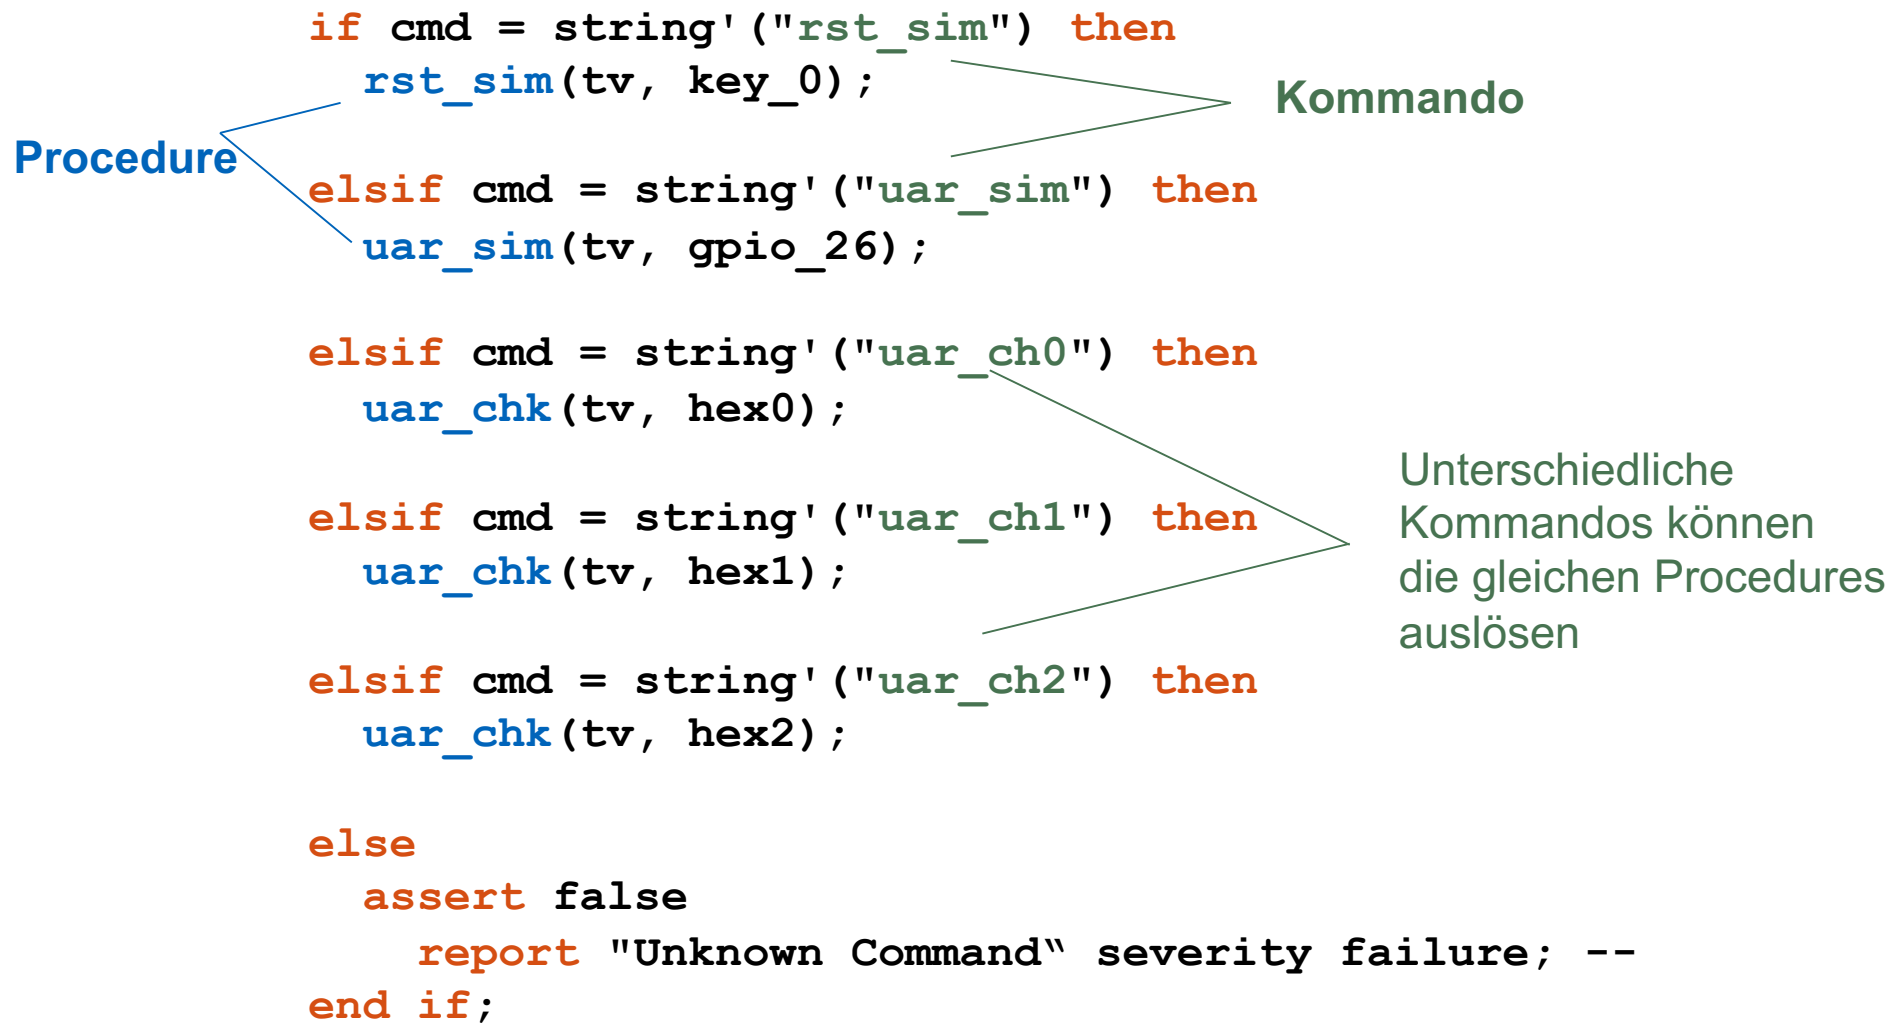 if cmd = string'("rst_sim") then
rst_sim(tv, key_0);
Kommando
Procedure
elsif cmd = string'("uar_sim") then
uar_sim(tv, gpio_26);
elsif cmd = string'("uar_ch0") then
uar_chk(tv, hex0);
elsif cmd = string'("uar_ch1") then
uar_chk(tv, hex1);
Unterschiedliche
Kommandos können
die gleichen Procedures
auslösen
elsif cmd = string'("uar_ch2") then
uar_chk(tv, hex2);
else
assert false
report "Unknown Command“ severity failure; --
end if;